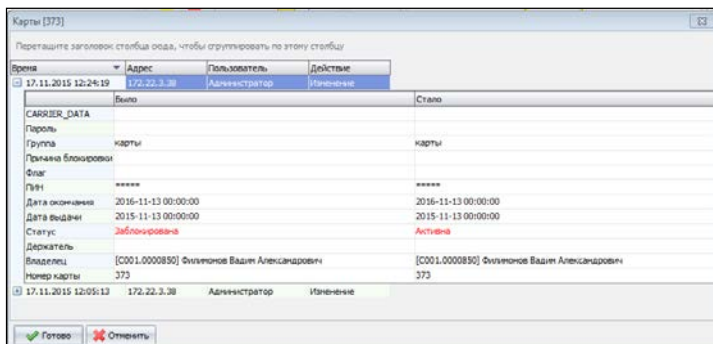 Карты [373]
Перетащите заголовок столбца сюда, чтобы сгруппировать по этому столбцу
Время Адрес Пользователь Действие
17.11.2015 12:24:19 172.22.3.38 Администратор Изменение
Было Стало
CARRIER_DATA
Пароль
Группа карты карты
Причина блокировки
Флаг
ПИН ***** *****
Дата окончания 2016-11-13 00:00:00 2016-11-13 00:00:00
Дата выдачи 2015-11-13 00:00:00 2015-11-13 00:00:00
Статус Заблокирована Активна
Держатель
Владелец [C001.0000850] Филимонов Вадим Александрович [C001.0000850] Филимонов Вадим Александрович
Номер карты 373 373
17.11.2015 12:05:13 172.22.3.38 Администратор Изменение
Готово Отменить